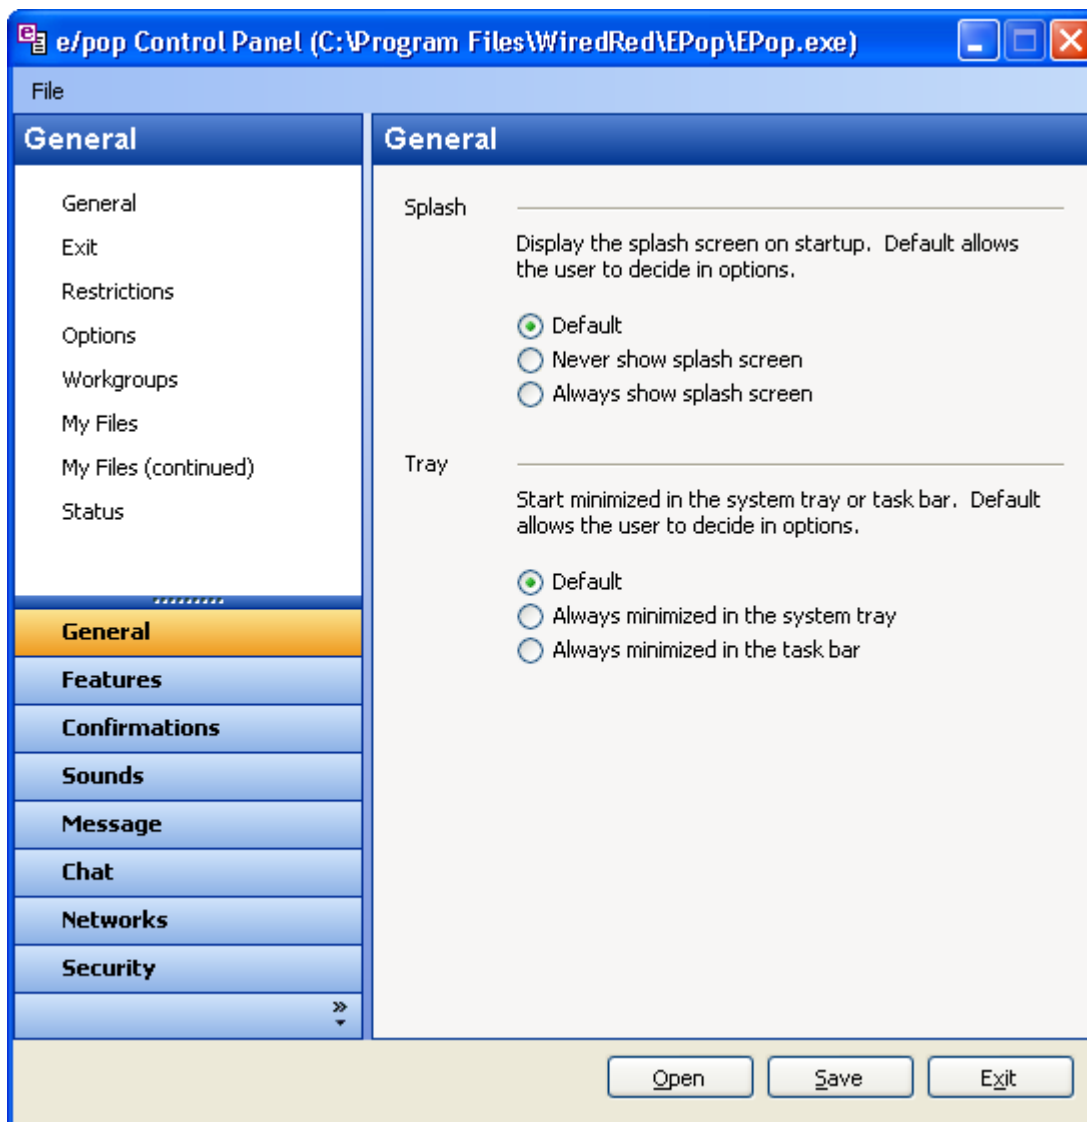 e/pop Control Panel (C:\Program Files\WiredRed\EPop\EPop.exe)
File
General
General
Exit
Restrictions
Options
Workgroups
My Files
My Files (continued)
Status
General
Features
Confirmations
Sounds
Message
Chat
Networks
Security
General
Splash
Display the splash screen on startup.  Default allows
the user to decide in options.
Default
Never show splash screen
Always show splash screen
Tray
Start minimized in the system tray or task bar.  Default
allows the user to decide in options.
Default
Always minimized in the system tray
Always minimized in the task bar
Open
Save
Exit